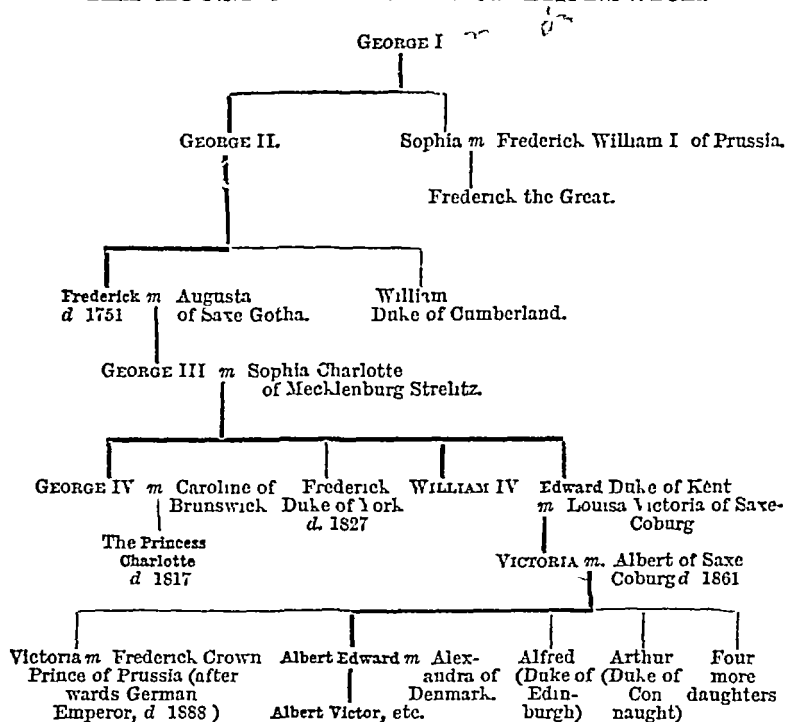 GEORGE I
GEORGE II.
Sophia m Frederick William I of Prussia.
Frederick the Great.
Frederick m Augusta
d 1751 of Saxe Gotha.
William
Duke of Cumberland.
GEORGE III m Sophia Charlotte
of Mecklenburg Strelitz.
GEORGE IV m Caroline of
Brunswick
The Princess
Charlotte
d 1817
Frederick
Duke of York
d. 1827
WILLIAM IV
Edward Duke of Kent
m Louisa Victoria of Saxe-
Coburg
VICTORIA m. Albert of Saxe
Coburg d 1861
Victoria m Frederick Crown
Prince of Prussia (after
wards German
Emperor, d 1888)
Albert Edward m Alex-
andra of
Denmark.
Albert Victor, etc.
Alfred
(Duke of
Edin-
burgh)
Arthur
(Duke of
Con
naught)
Four
more
daughters